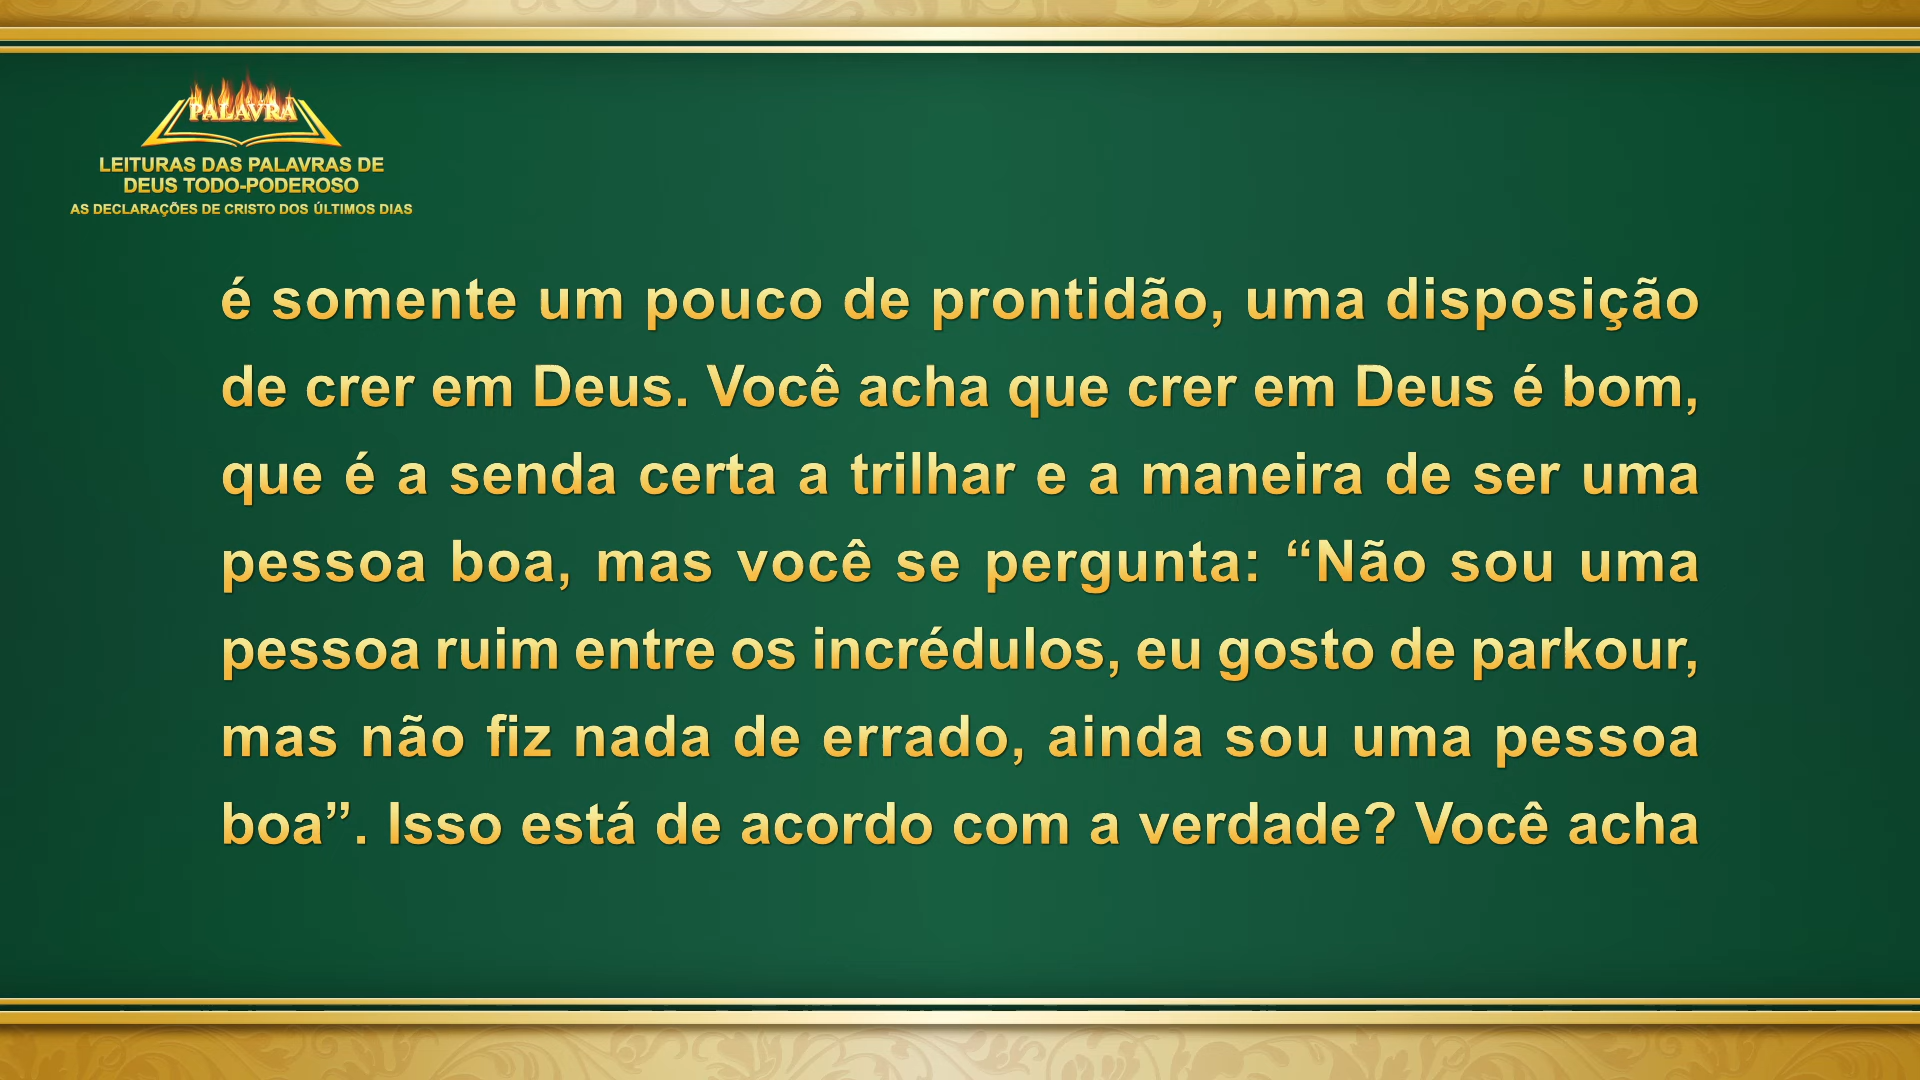 PALAVRA
LEITURAS DAS PALAVRAS DE
DEUS TODO-PODEROSO
AS DECLARAÇÕES DE CRISTO DOS ÚLTIMOS DIAS
é somente um pouco de prontidão, uma disposição
de crer em Deus. Você acha que crer em Deus é bom,
que é a senda certa a trilhar e a maneira de ser uma
pessoa boa, mas você se pergunta: “Não sou uma
pessoa ruim entre os incrédulos, eu gosto de parkour,
mas não fiz nada de errado, ainda sou uma pessoa
boa”. Isso está de acordo com a verdade? Você acha